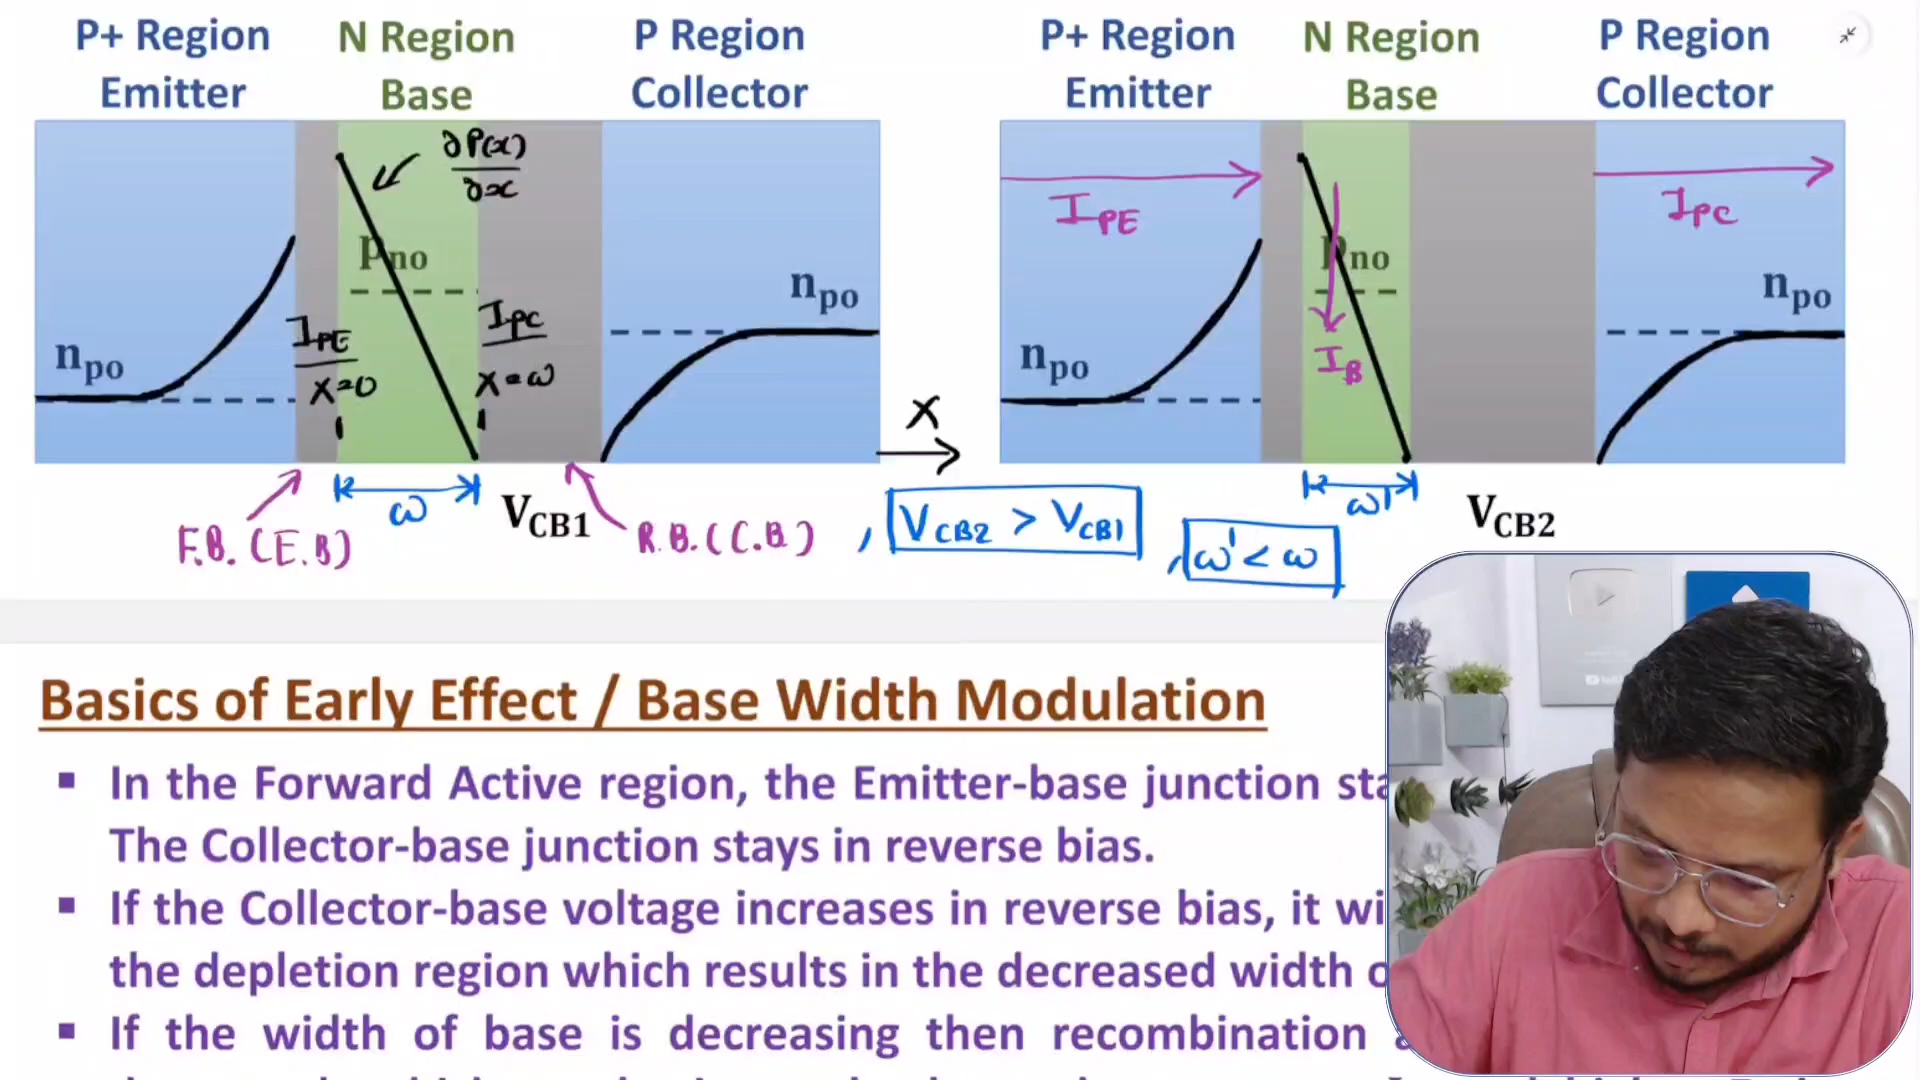 P+ Region
Emitter
N Region
Base
P Region
Collector
P+ Region
Emitter
N Region
Base
P Region
Collector
∂P(x)
∂x
pno
npo
npo
IPE
x=0
IPC
x=ω
IPE
IPC
pno
npo
npo
IB
X
ω
VCB1
F.B. (E.B)
R.B. (C.B.)
, VCB2 > VCB1
, ω' < ω
ω'
VCB2
Basics of Early Effect / Base Width Modulation
▪ In the Forward Active region, the Emitter-base junction sta
The Collector-base junction stays in reverse bias.
▪ If the Collector-base voltage increases in reverse bias, it wi
the depletion region which results in the decreased width
▪ If the width of base is decreasing then recombination